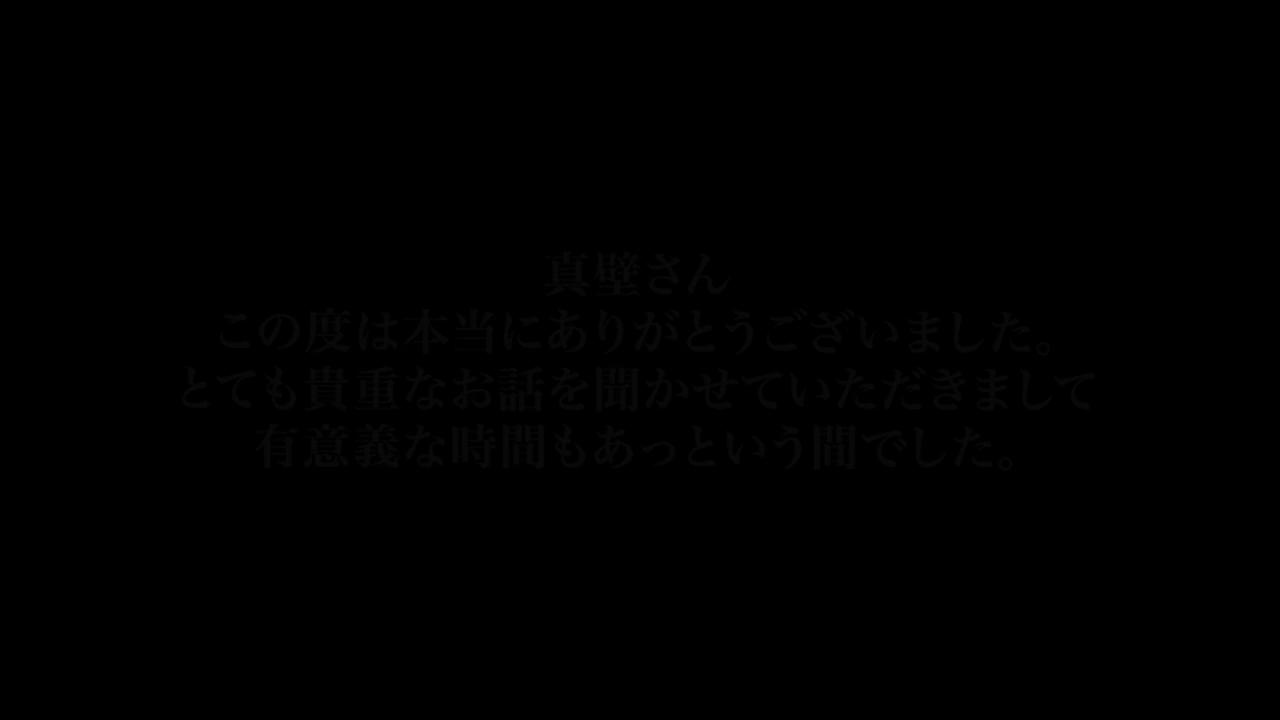 真壁さん
この度は本当にありがとうございました。
とても貴重なお話を聞かせていただきまして
有意義な時間もあっという間でした。